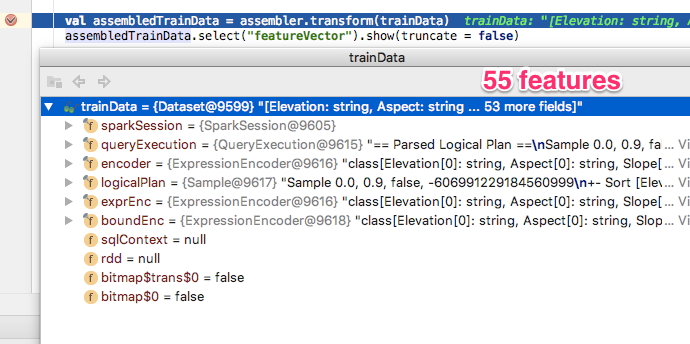 val assembledTrainData = assembler.transform(trainData) trainData: "[Elevation: string, A
assembledTrainData.select("featureVector").show(truncate = false)
trainData
55 features
trainData = {Dataset@9599} "[Elevation: string, Aspect: string ... 53 more fields]"
f sparkSession = {SparkSession@9605}
f queryExecution = {QueryExecution@9615} "== Parsed Logical Plan ==\nSample 0.0, 0.9, fa ... Vi
f encoder = {ExpressionEncoder@9616} "class[Elevation[0]: string, Aspect[0]: string, Slope[ ... Vi
f logicalPlan = {Sample@9617} "Sample 0.0, 0.9, false, -606991229184560999\n+- Sort [Ele ... Vi
f exprEnc = {ExpressionEncoder@9616} "class[Elevation[0]: string, Aspect[0]: string, Slope[ ... Vi
f boundEnc = {ExpressionEncoder@9618} "class[Elevation[0]: string, Aspect[0]: string, Slop ... Vi
f sqlContext = null
f rdd = null
f bitmap$trans$0 = false
f bitmap$0 = false